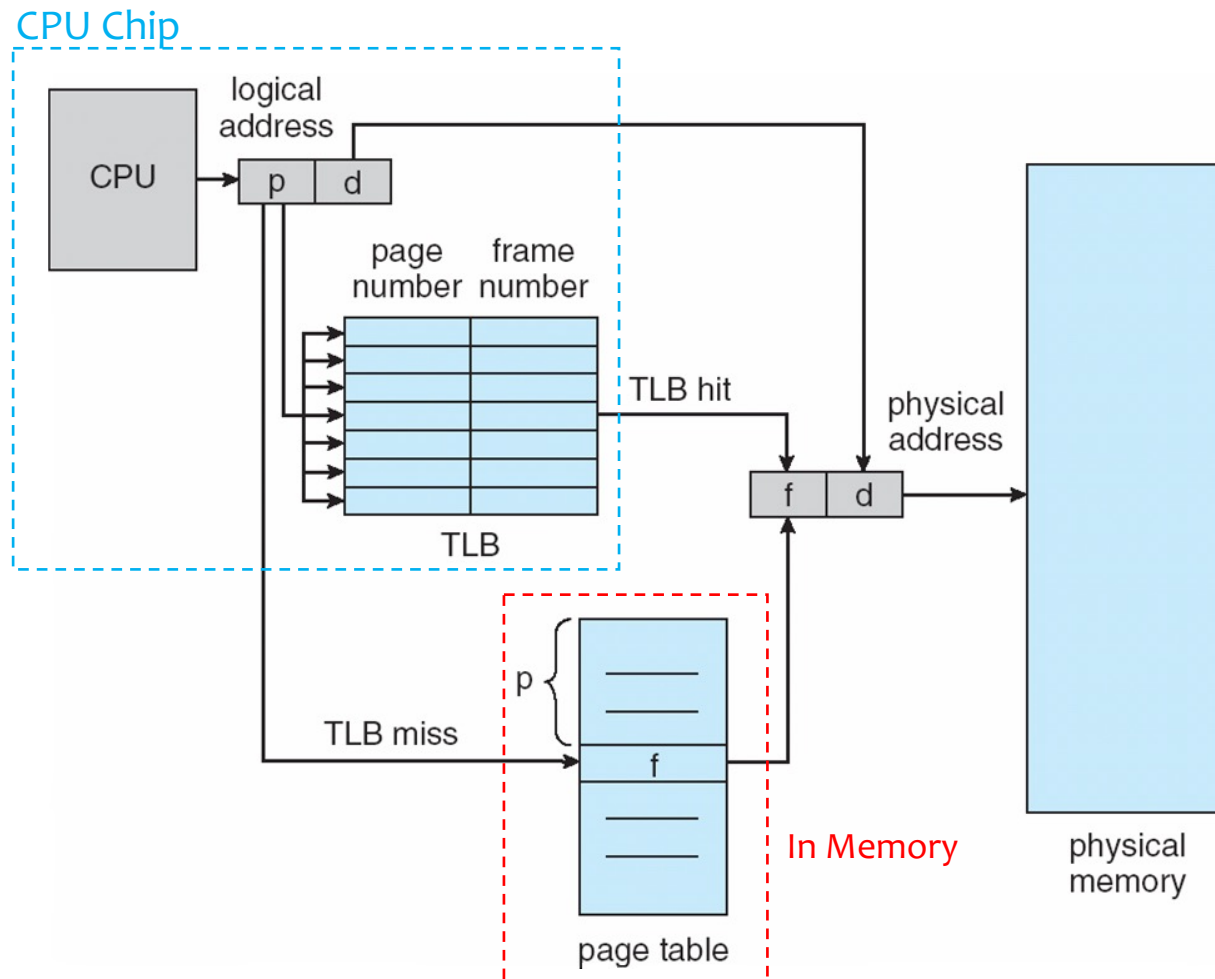 CPU Chip
logical
address
CPU
p
d
page
number
frame
number
TLB hit
TLB
physical
address
f
d
p
TLB miss
f
In Memory
page table
physical
memory